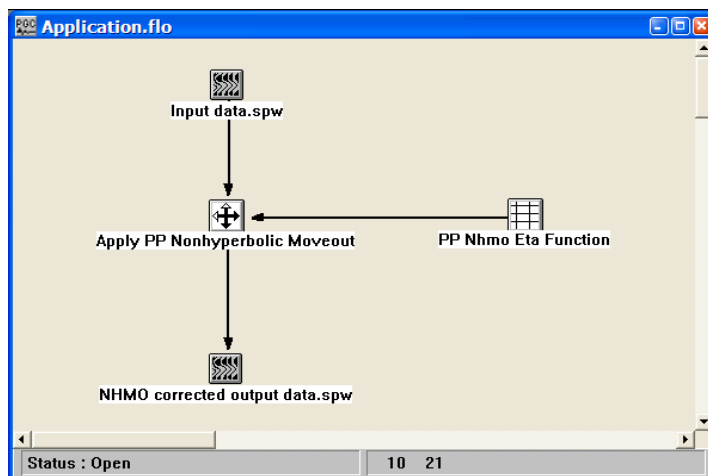 PGC Application.flo
Input data.spw
Apply PP Nonhyperbolic Moveout
PP Nhmo Eta Function
NHMO corrected output data.spw
Status : Open
10 21